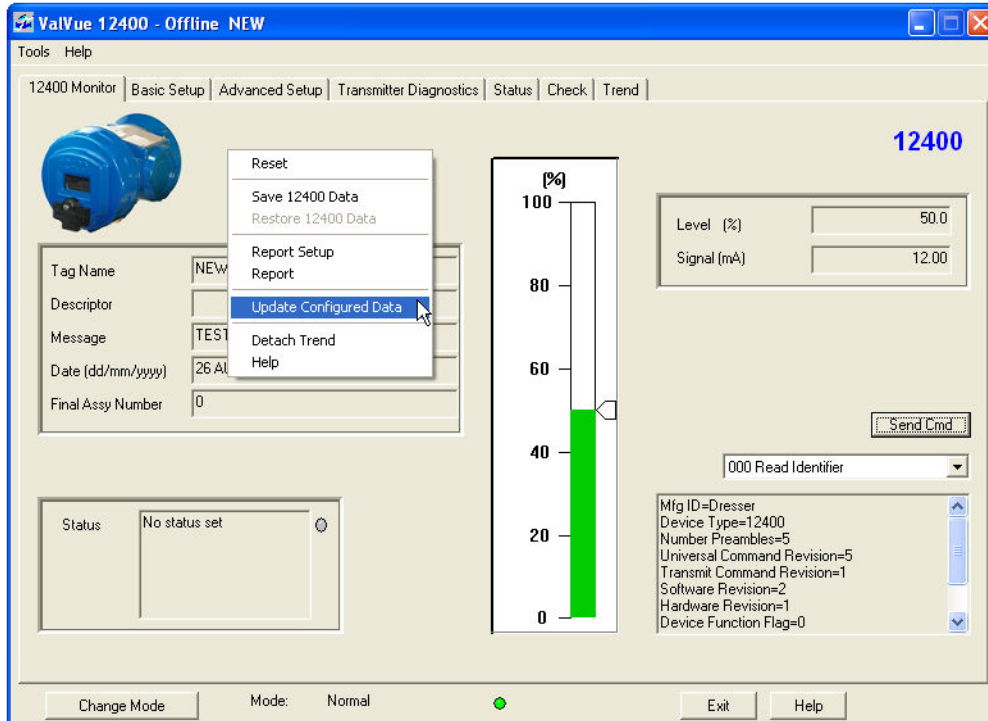 ValVue 12400 - Offline NEW
Tools Help
12400 Monitor Basic Setup Advanced Setup Transmitter Diagnostics Status Check Trend
12400
Reset
Save 12400 Data
Restore 12400 Data
Report Setup
Report
Update Configured Data
Detach Trend
Help
Tag Name NEW
Descriptor
Message TEST
Date (dd/mm/yyyy) 26 AU
Final Assy Number 0
Status No status set
(%)
100
80
60
40
20
0
Level (%) 50.0
Signal (mA) 12.00
Send Cmd
000 Read Identifier
Mfg ID=Dresser
Device Type=12400
Number Preambles=5
Universal Command Revision=5
Transmit Command Revision=1
Software Revision=2
Hardware Revision=1
Device Function Flag=0
Change Mode Mode: Normal Exit Help